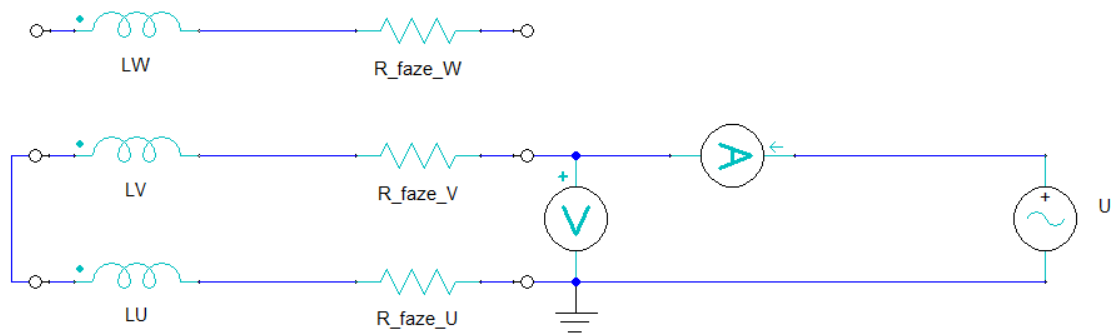 LW
R_faze_W
A
LV
R_faze_V
+
V
+
U
LU
R_faze_U